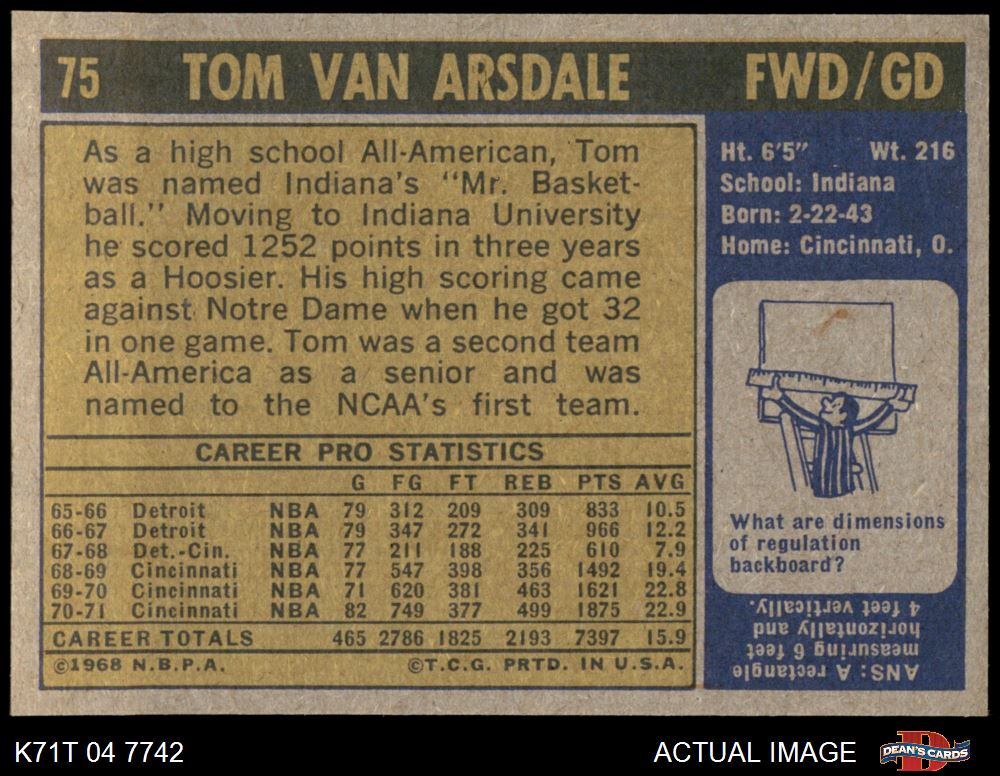 75 TOM VAN ARSDALE FWD/GD
As a high school All-American, Tom
was named Indiana's "Mr. Basket-
ball." Moving to Indiana University
he scored 1252 points in three years
as a Hoosier. His high scoring came
against Notre Dame when he got 32
in one game. Tom was a second team
All-America as a senior and was
named to the NCAA's first team.
CAREER PRO STATISTICS
G FG FT REB PTS AVG
65-66 Detroit NBA 79 312 209 309 833 10.5
66-67 Detroit NBA 79 347 272 341 966 12.2
67-68 Det.-Cin. NBA 77 211 188 225 610 7.9
68-69 Cincinnati NBA 77 547 398 356 1492 19.4
69-70 Cincinnati NBA 71 620 381 463 1621 22.8
70-71 Cincinnati NBA 82 749 377 499 1875 22.9
CAREER TOTALS 465 2786 1825 2193 7397 15.9
©1968 N.B.P.A. ©T.C.G. PRTD. IN U.S.A.
Ht. 6'5" Wt. 216
School: Indiana
Born: 2-22-43
Home: Cincinnati, O.
What are dimensions
of regulation
backboard?
ANS: A rectangle
measuring 6 feet
horizontally and
4 feet vertically.
K71T 04 7742 ACTUAL IMAGE DEAN'S CARDS